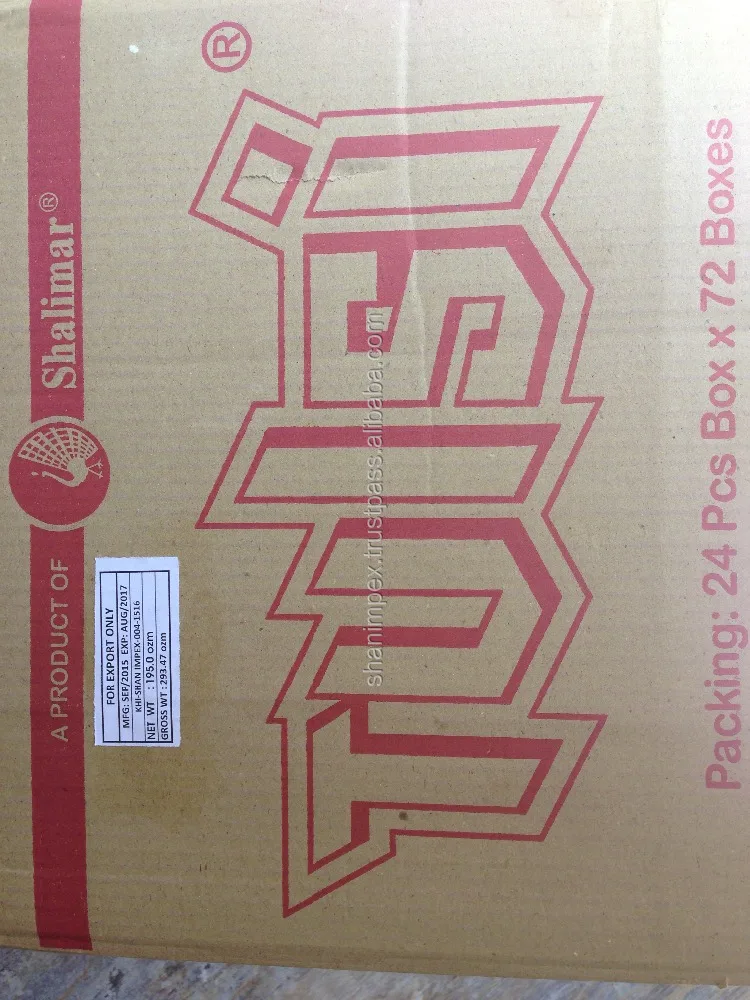 A PRODUCT OF Shalimar®
FOR EXPORT ONLY
MFG: SEP/2015 EXP: AUG/2017
KHI-SHAN IMPEX-004-1516
NET WT : 195.0 ozm
GROSS WT : 293.47 ozm
TULSi ®
shanimpex.trustpass.alibaba.com
Packing: 24 Pcs Box x 72 Boxes